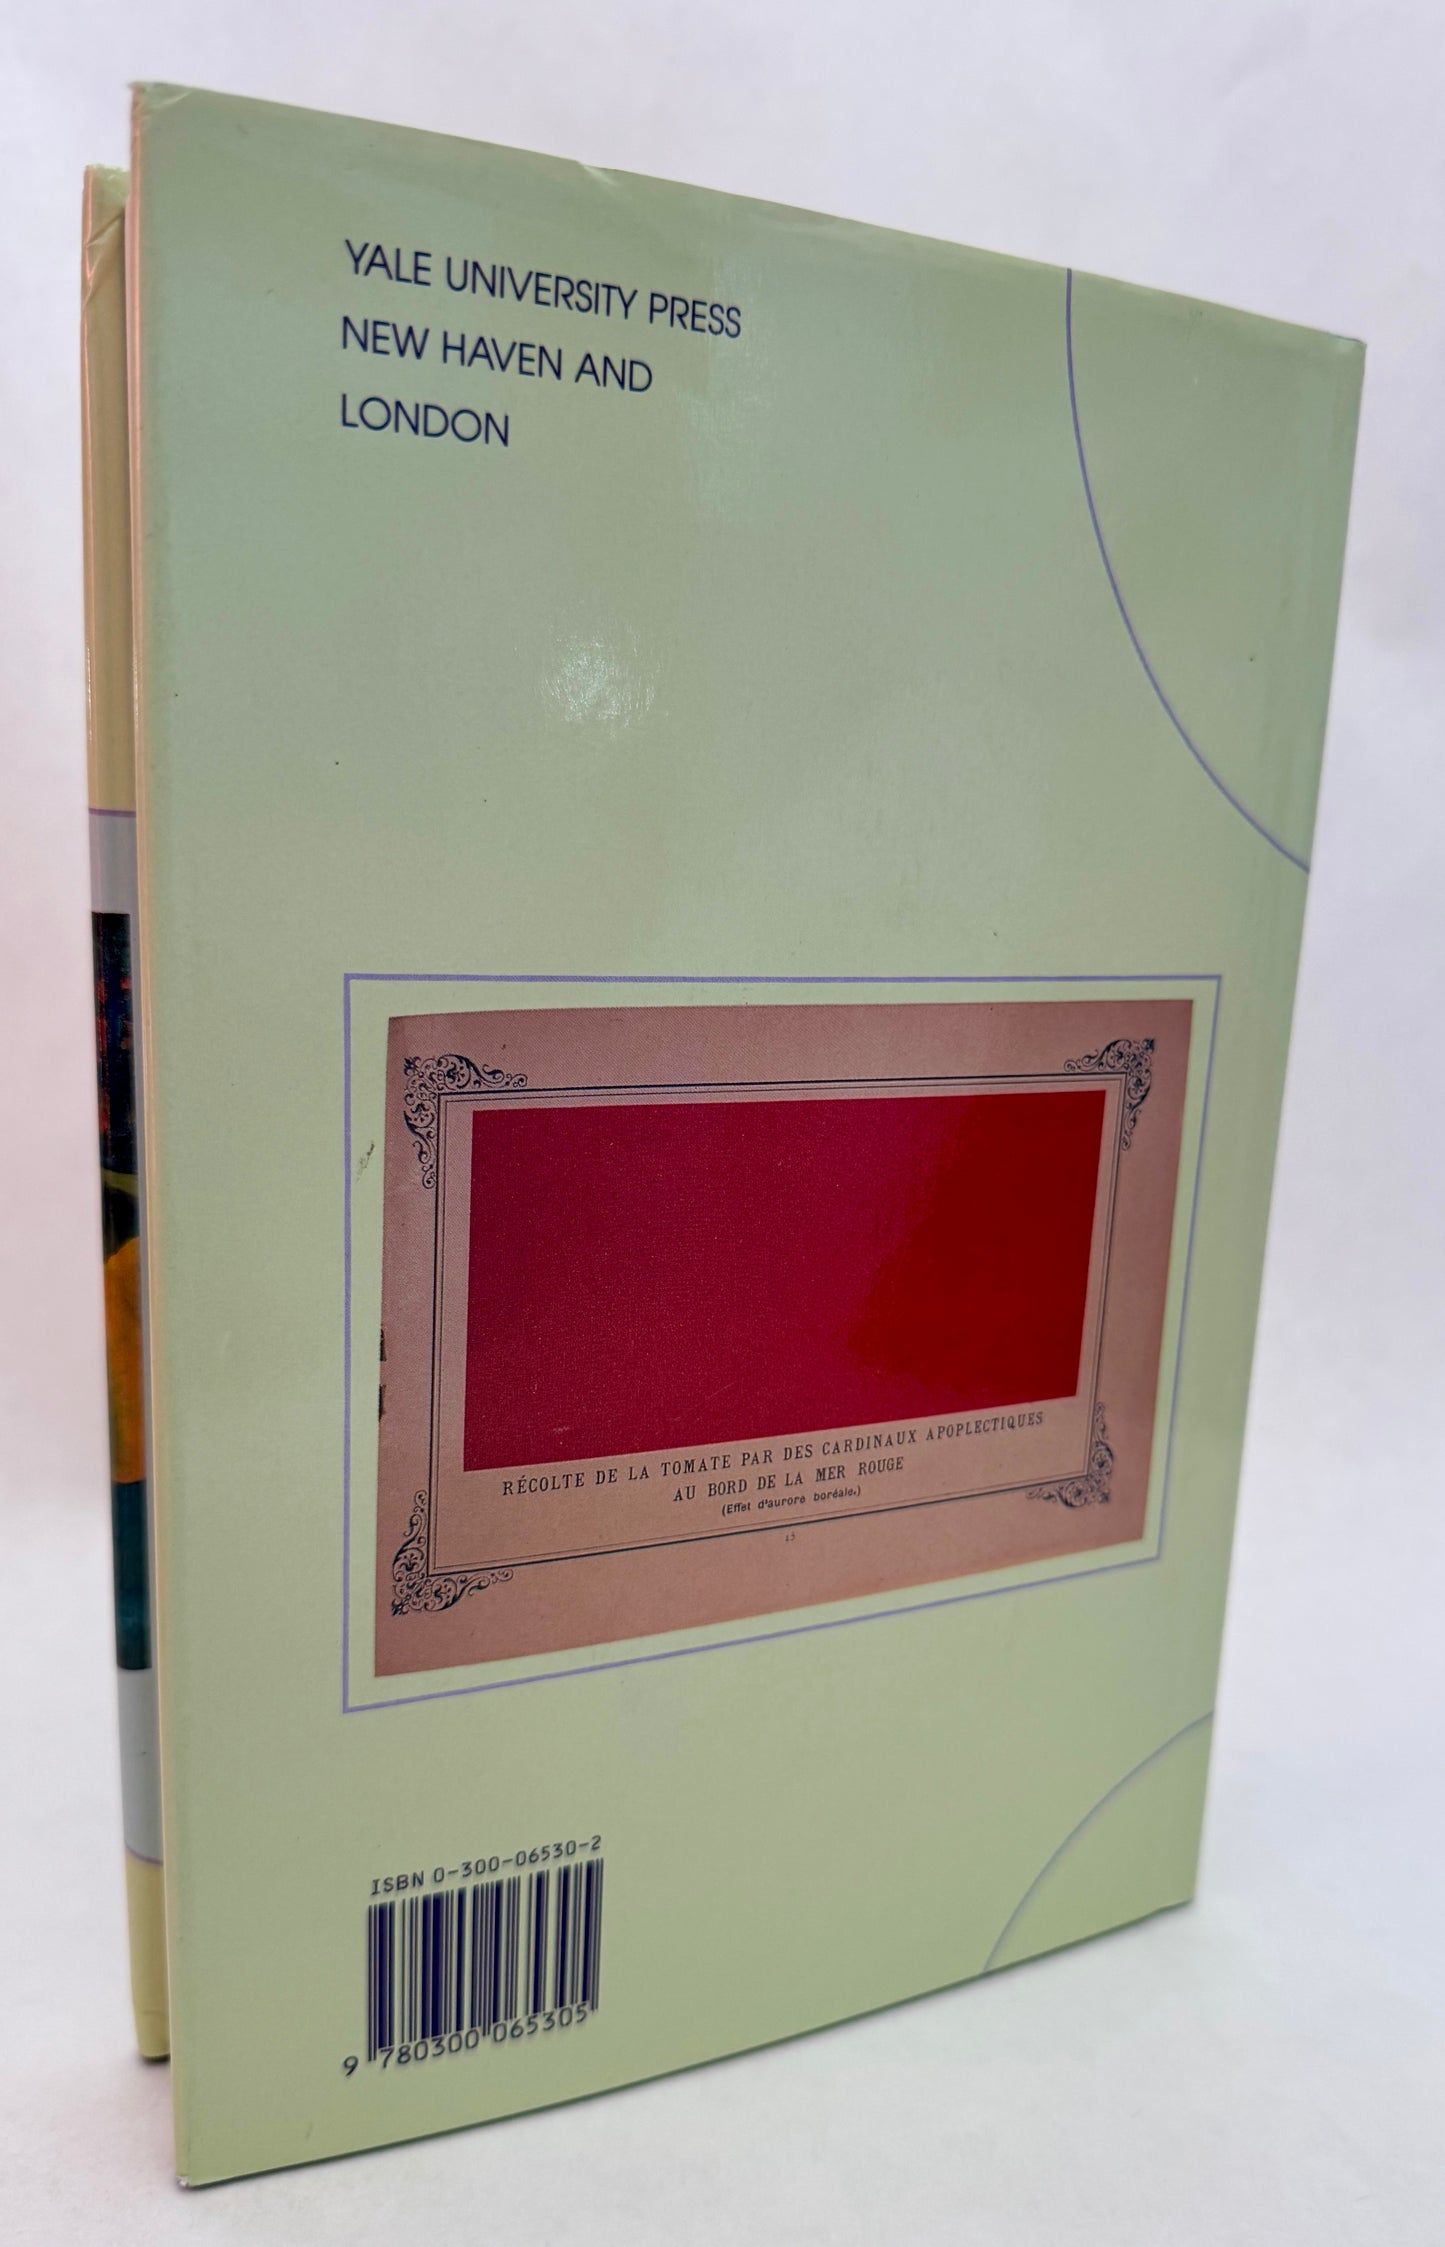 YALE UNIVERSITY PRESS
NEW HAVEN AND
LONDON
RÉCOLTE DE LA TOMATE PAR DES CARDINAUX APOPLECTIQUES
AU BORD DE LA MER ROUGE
(Effet d'aurore boréale.)
15
ISBN 0-300-06530-2
9 780300 065305